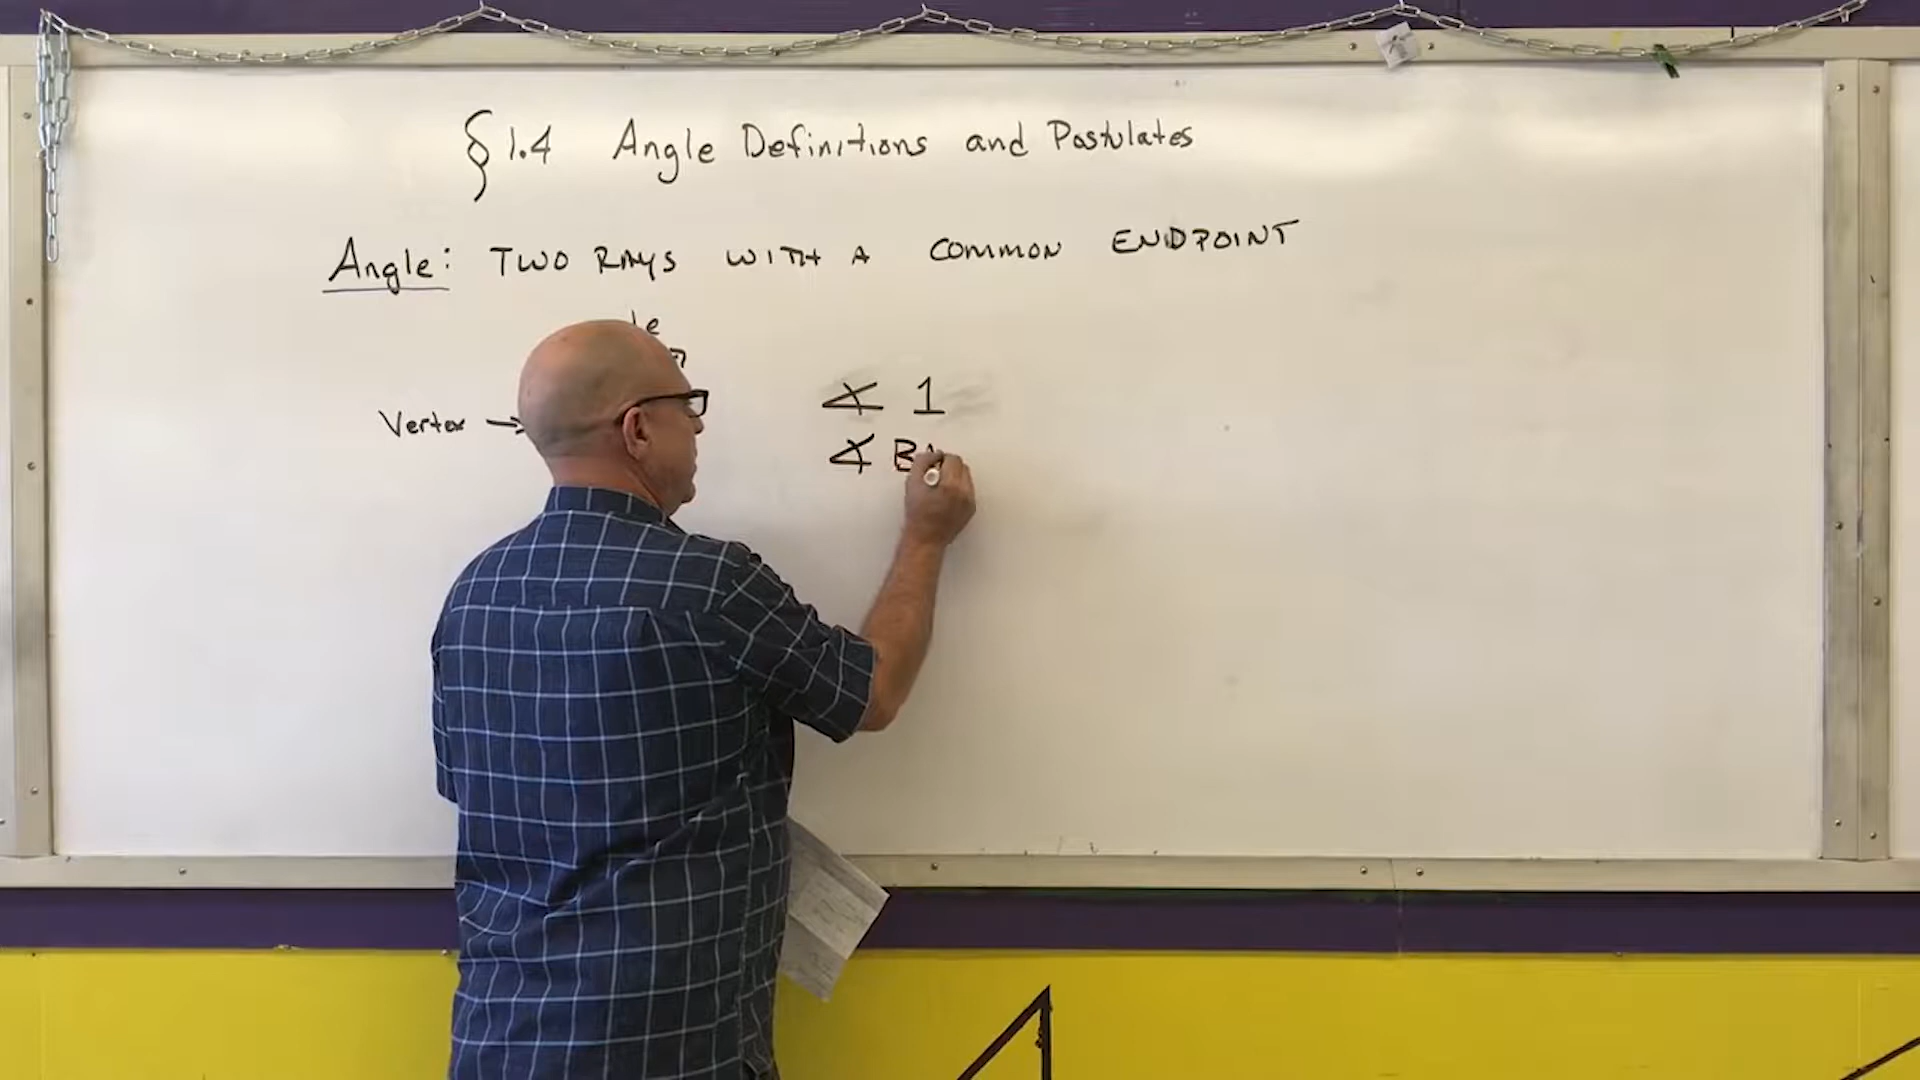 § 1.4 Angle Definitions and Postulates
Angle: TWO RAYS WITH A COMMON ENDPOINT
Vertex →
∡ 1
∡ B